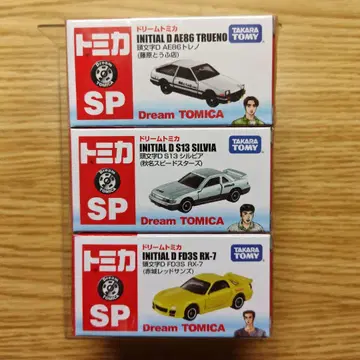 トミカ
SP
ドリームトミカ
INITIAL D AE86 TRUENO
頭文字D AE86トレノ
(藤原とうふ店)
TAKARA TOMY
Dream TOMICA
トミカ
SP
ドリームトミカ
INITIAL D S13 SILVIA
頭文字D S13 シルビア
(秋名スピードスターズ)
TAKARA TOMY
Dream TOMICA
トミカ
SP
ドリームトミカ
INITIAL D FD3S RX-7
頭文字D FD3S RX-7
(赤城レッドサンズ)
TAKARA TOMY
Dream TOMICA